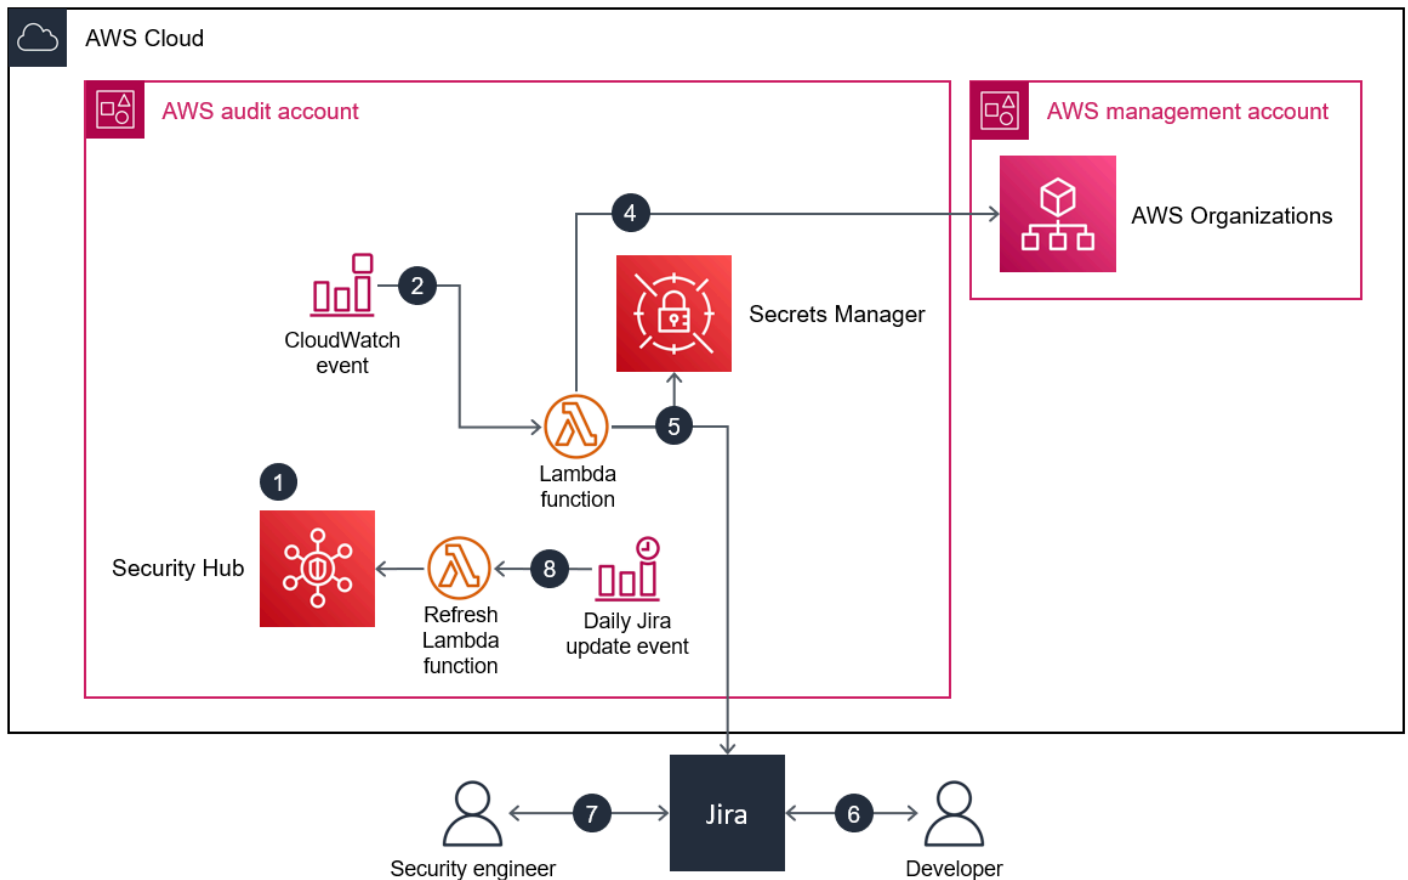 AWS Cloud
AWS audit account
AWS management account
4
AWS Organizations
2
Secrets Manager
CloudWatch
event
5
Lambda
function
1
Security Hub
8
Refresh
Lambda
function
Daily Jira
update event
7
Jira
6
Security engineer
Developer